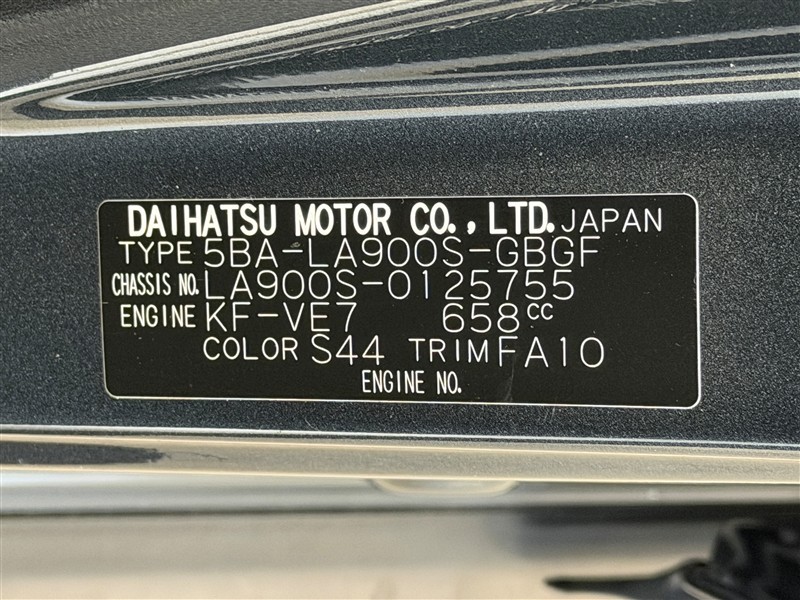 DAIHATSU MOTOR CO., LTD. JAPAN
TYPE 5BA-LA900S-GBGF
CHASSIS NO. LA900S-0125755
ENGINE KF-VE7 658cc
COLOR S44 TRIM FA10
ENGINE NO.